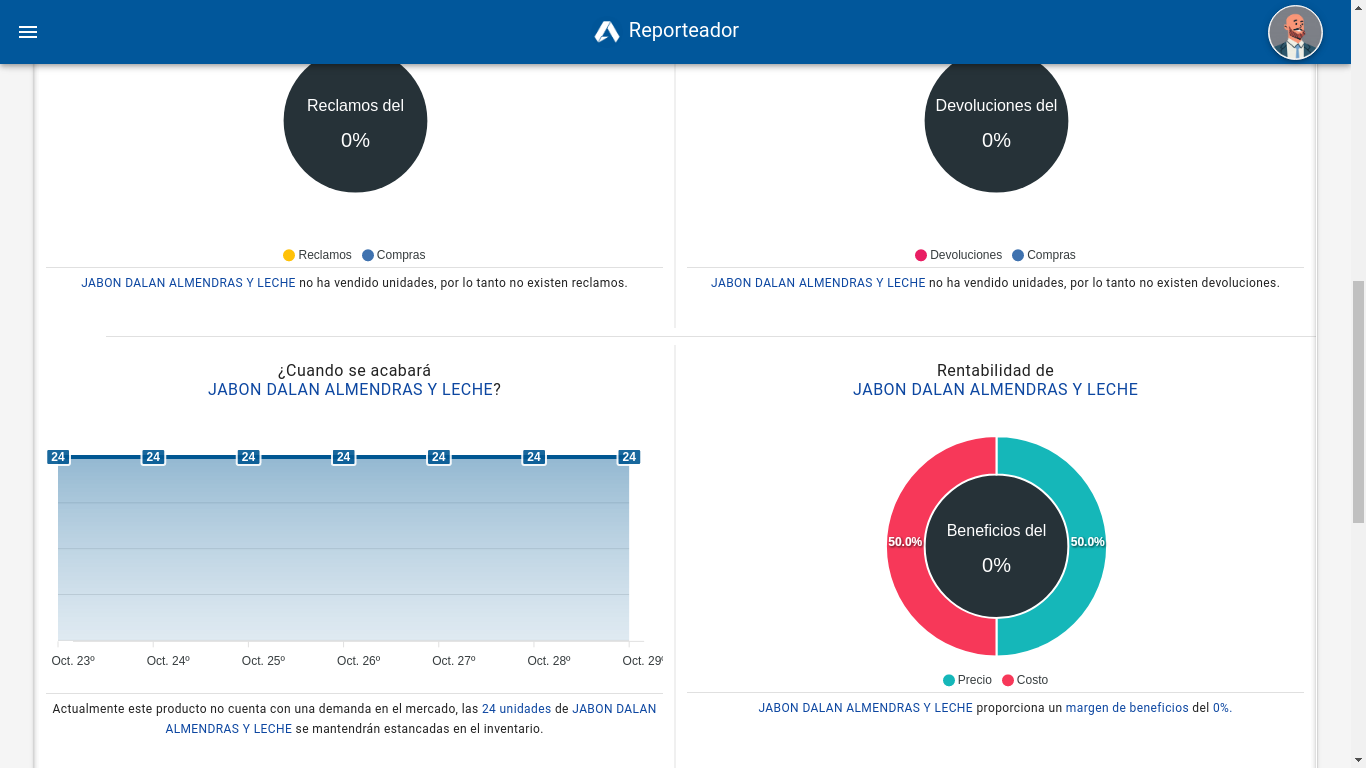 Reporteador
Reclamos del
0%
Reclamos Compras
JABON DALAN ALMENDRAS Y LECHE no ha vendido unidades, por lo tanto no existen reclamos.
Devoluciones del
0%
Devoluciones Compras
JABON DALAN ALMENDRAS Y LECHE no ha vendido unidades, por lo tanto no existen devoluciones.
¿Cuando se acabará
JABON DALAN ALMENDRAS Y LECHE?
24 24 24 24 24 24 24
Oct. 23º Oct. 24º Oct. 25º Oct. 26º Oct. 27º Oct. 28º Oct. 29º
Actualmente este producto no cuenta con una demanda en el mercado, las 24 unidades de JABON DALAN
ALMENDRAS Y LECHE se mantendrán estancadas en el inventario.
Rentabilidad de
JABON DALAN ALMENDRAS Y LECHE
Beneficios del
50.0% 50.0%
0%
Precio Costo
JABON DALAN ALMENDRAS Y LECHE proporciona un margen de beneficios del 0%.